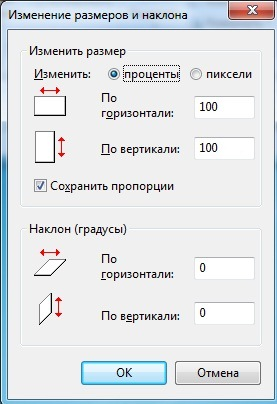 Изменение размеров и наклона
Изменить размер
Изменить: проценты пиксели
По
горизонтали: 100
По вертикали: 100
Сохранить пропорции
Наклон (градусы)
По
горизонтали: 0
По вертикали: 0
ОК Отмена